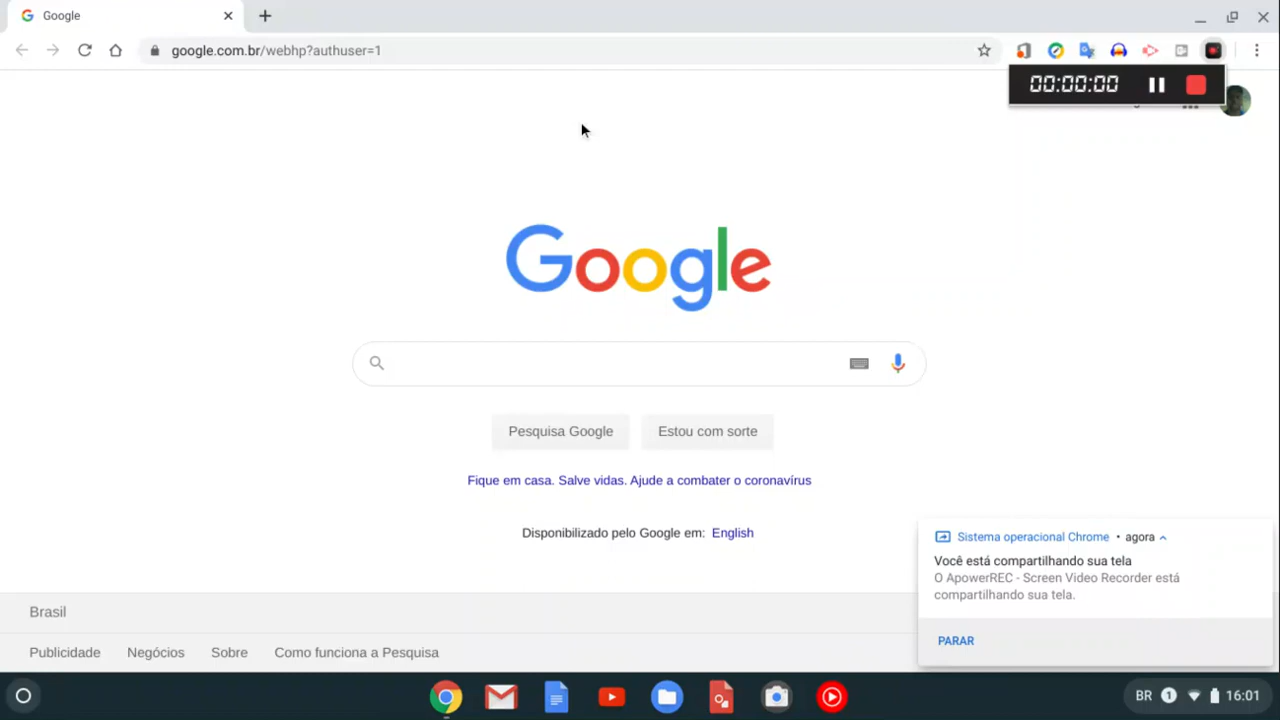 Google
google.com.br/webhp?authuser=1
00:00:00
Google
Pesquisa Google
Estou com sorte
Fique em casa. Salve vidas. Ajude a combater o coronavírus
Disponibilizado pelo Google em: English
Sistema operacional Chrome • agora
Você está compartilhando sua tela
O ApowerREC - Screen Video Recorder está
compartilhando sua tela.
PARAR
Brasil
Publicidade Negócios Sobre Como funciona a Pesquisa
BR 1 16:01